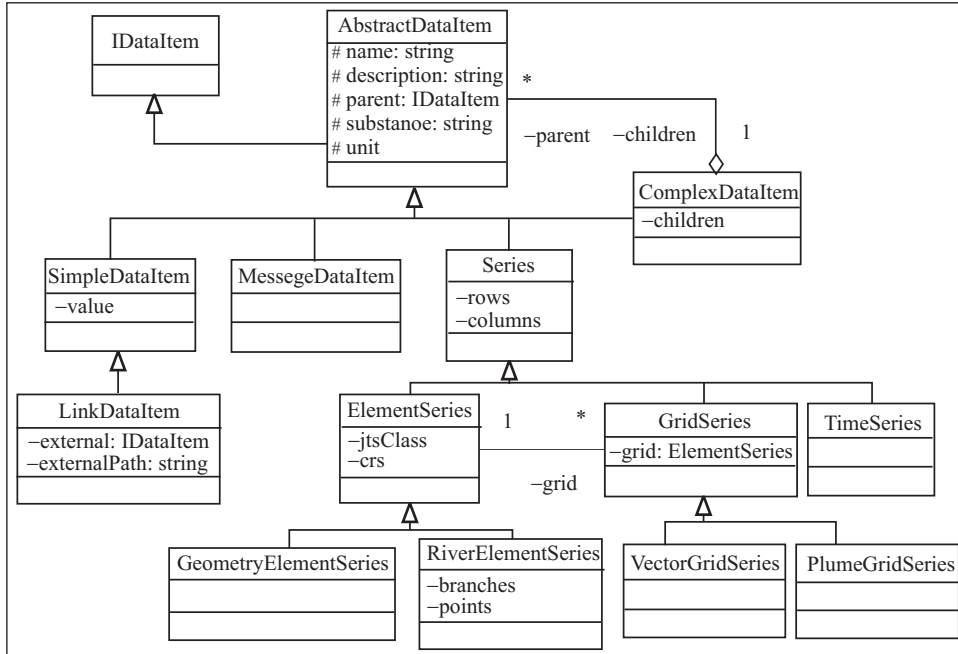 IDataItem
AbstractDataItem
# name: string
# description: string
# parent: IDataItem
# substanoe: string
# unit
*
–parent
–children
1
ComplexDataItem
–children
SimpleDataItem
–value
MessegeDataItem
Series
–rows
–columns
LinkDataItem
–external: IDataItem
–externalPath: string
ElementSeries
–jtsClass
–crs
1
*
–grid
GridSeries
–grid: ElementSeries
TimeSeries
GeometryElementSeries
RiverElementSeries
–branches
–points
VectorGridSeries
PlumeGridSeries